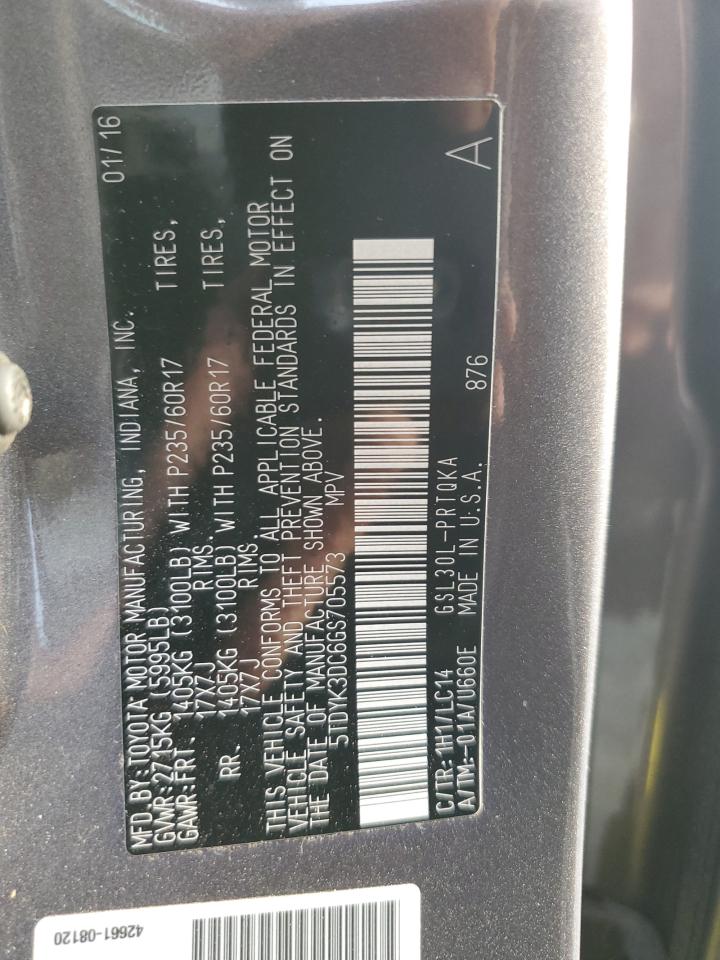 MFD BY:TOYOTA MOTOR MANUFACTURING, INDIANA, INC. 01/16
GVWR:2715KG (5995LB)
GAWR:FRT. 1405KG (3100LB) WITH P235/60R17 TIRES,
17X7J RIMS
RR. 1405KG (3100LB) WITH P235/60R17 TIRES,
17X7J RIMS
THIS VEHICLE CONFORMS TO ALL APPLICABLE FEDERAL MOTOR
VEHICLE SAFETY AND THEFT PREVENTION STANDARDS IN EFFECT ON
THE DATE OF MANUFACTURE SHOWN ABOVE.
5TDYK3DC6GS705573 MPV
C/TR:1H1/LC14 GSL30L-PRTQKA 876
A/TM:-01A/U660E MADE IN U.S.A. A
42661-08120